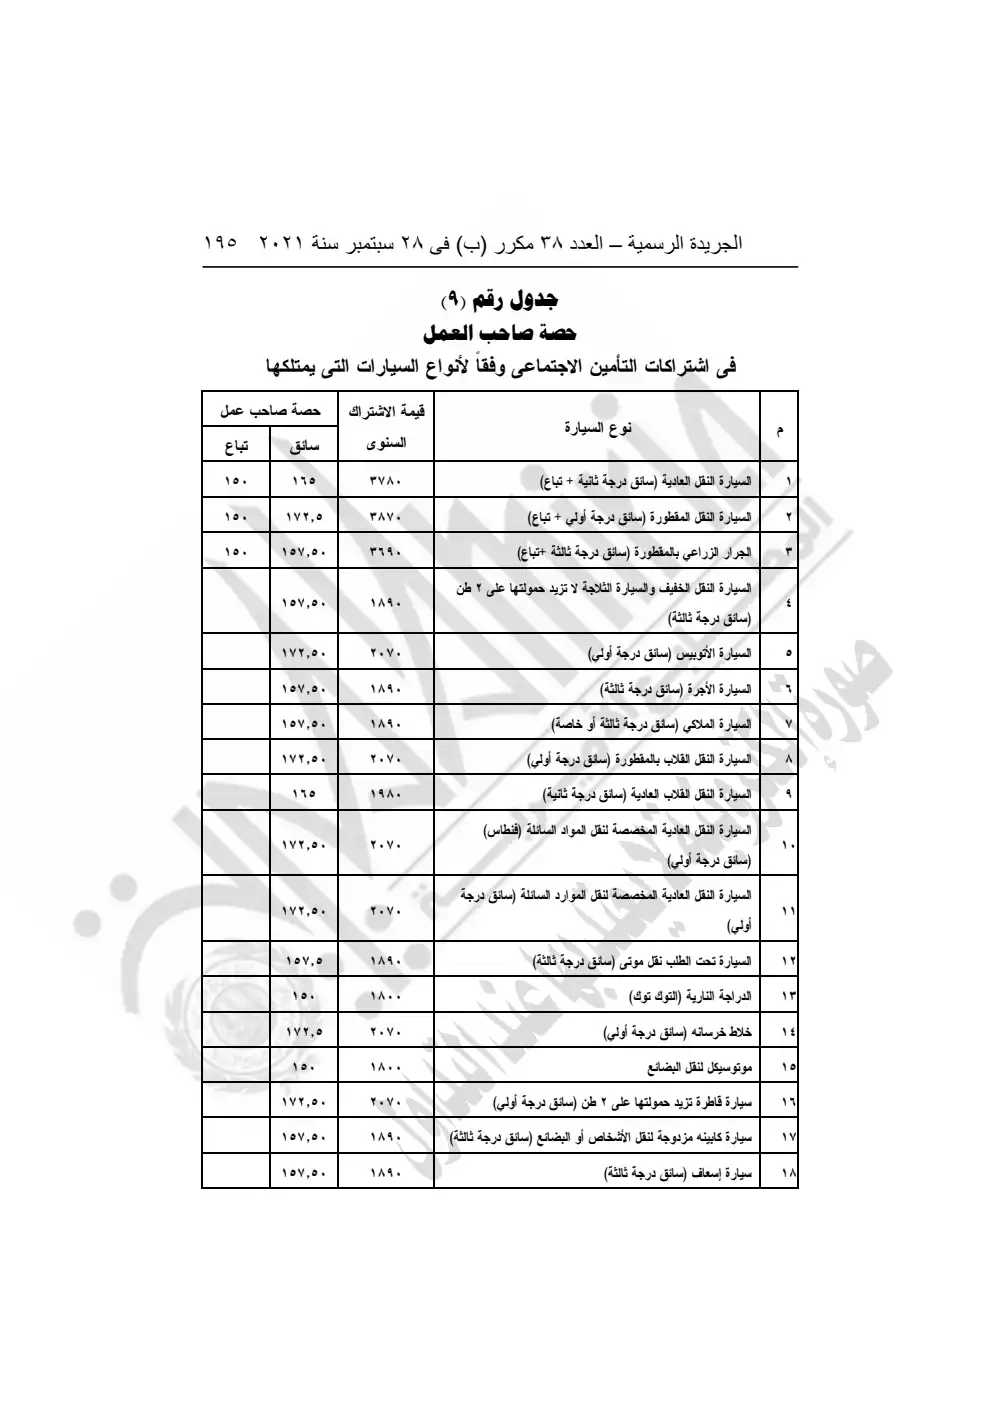 الجريدة الرسمية – العدد ٣٨ مكرر (ب) فى ٢٨ سبتمبر سنة ٢٠٢١ ١٩٥
جدول رقم (٩)
حصة صاحب العمل
فى اشتراكات التأمين الاجتماعى وفقاً لأنواع السيارات التى يمتلكها
م نوع السيارة قيمة الاشتراك السنوى حصة صاحب عمل
سائق تباع
١ السيارة النقل العادية (سائق درجة ثانية + تباع) ٣٧٨٠ ١٦٥ ١٥٠
٢ السيارة النقل المقطورة (سائق درجة أولي + تباع) ٣٨٧٠ ١٧٢,٥ ١٥٠
٣ الجرار الزراعي بالمقطورة (سائق درجة ثالثة +تباع) ٣٦٩٠ ١٥٧,٥٠ ١٥٠
٤ السيارة النقل الخفيف والسيارة الثلاجة لا تزيد حمولتها على ٢ طن
(سائق درجة ثالثة) ١٨٩٠ ١٥٧,٥٠
٥ السيارة الأتوبيس (سائق درجة أولي) ٢٠٧٠ ١٧٢,٥٠
٦ السيارة الأجرة (سائق درجة ثالثة) ١٨٩٠ ١٥٧,٥٠
٧ السيارة الملاكي (سائق درجة ثالثة أو خاصة) ١٨٩٠ ١٥٧,٥٠
٨ السيارة النقل القلاب بالمقطورة (سائق درجة أولي) ٢٠٧٠ ١٧٢,٥٠
٩ السيارة النقل القلاب العادية (سائق درجة ثانية) ١٩٨٠ ١٦٥
١٠ السيارة النقل العادية المخصصة لنقل المواد السائلة (فنطاس)
(سائق درجة أولي) ٢٠٧٠ ١٧٢,٥٠
١١ السيارة النقل العادية المخصصة لنقل الموارد السائلة (سائق درجة
أولي) ٢٠٧٠ ١٧٢,٥٠
١٢ السيارة تحت الطلب نقل موتى (سائق درجة ثالثة) ١٨٩٠ ١٥٧,٥
١٣ الدراجة النارية (التوك توك) ١٨٠٠ ١٥٠
١٤ خلاط خرسانه (سائق درجة أولي) ٢٠٧٠ ١٧٢,٥
١٥ موتوسيكل لنقل البضائع ١٨٠٠ ١٥٠
١٦ سيارة قاطرة تزيد حمولتها على ٢ طن (سائق درجة أولي) ٢٠٧٠ ١٧٢,٥٠
١٧ سيارة كابينه مزدوجة لنقل الأشخاص أو البضائع (سائق درجة ثالثة) ١٨٩٠ ١٥٧,٥٠
١٨ سيارة إسعاف (سائق درجة ثالثة) ١٨٩٠ ١٥٧,٥٠